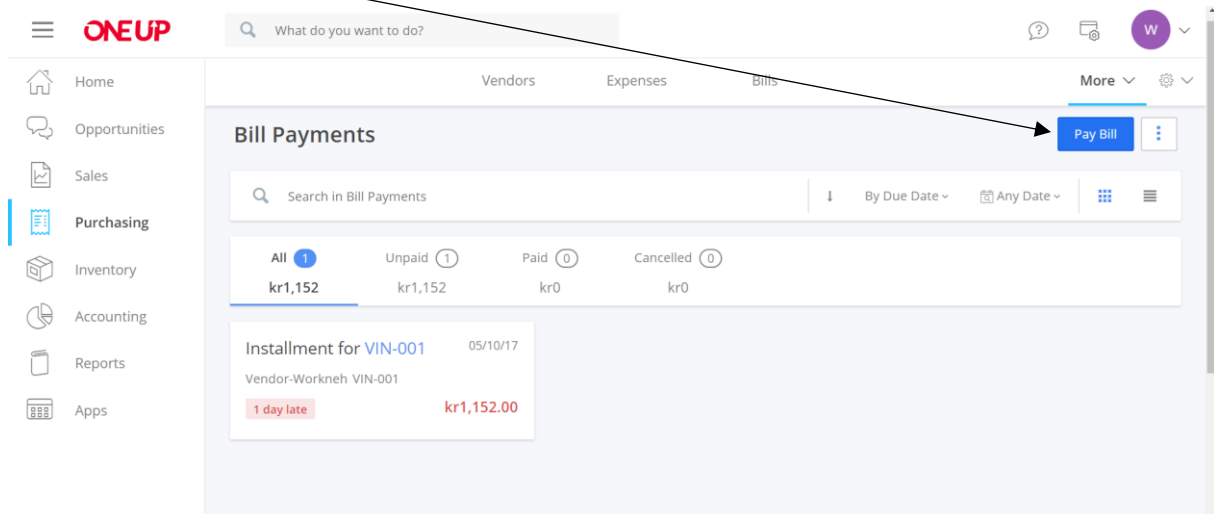 ONEUP
What do you want to do?
W
Home
Opportunities
Sales
Purchasing
Inventory
Accounting
Reports
Apps
Vendors Expenses Bills More
Bill Payments
Pay Bill
Search in Bill Payments
By Due Date
Any Date
All 1 Unpaid 1 Paid 0 Cancelled 0
kr1,152 kr1,152 kr0 kr0
Installment for VIN-001 05/10/17
Vendor-Workneh VIN-001
1 day late kr1,152.00